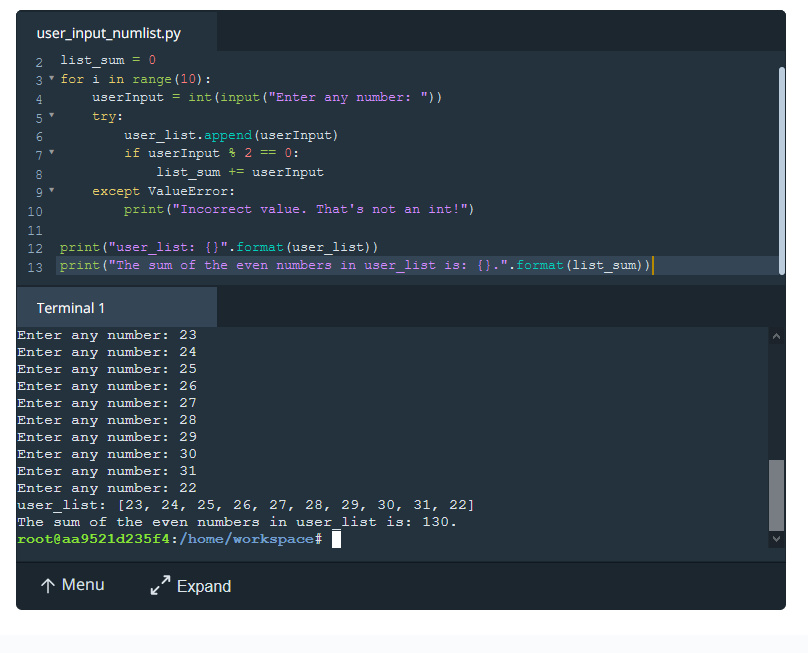 user_input_numlist.py
2 list_sum = 0
3 for i in range(10):
4 userInput = int(input("Enter any number: "))
5 try:
6 user_list.append(userInput)
7 if userInput % 2 == 0:
8 list_sum += userInput
9 except ValueError:
10 print("Incorrect value. That's not an int!")
11
12 print("user_list: {}".format(user_list))
13 print("The sum of the even numbers in user_list is: {}.".format(list_sum))
Terminal 1
Enter any number: 23
Enter any number: 24
Enter any number: 25
Enter any number: 26
Enter any number: 27
Enter any number: 28
Enter any number: 29
Enter any number: 30
Enter any number: 31
Enter any number: 22
user_list: [23, 24, 25, 26, 27, 28, 29, 30, 31, 22]
The sum of the even numbers in user_list is: 130.
root@aa9521d235f4:/home/workspace#
Menu Expand